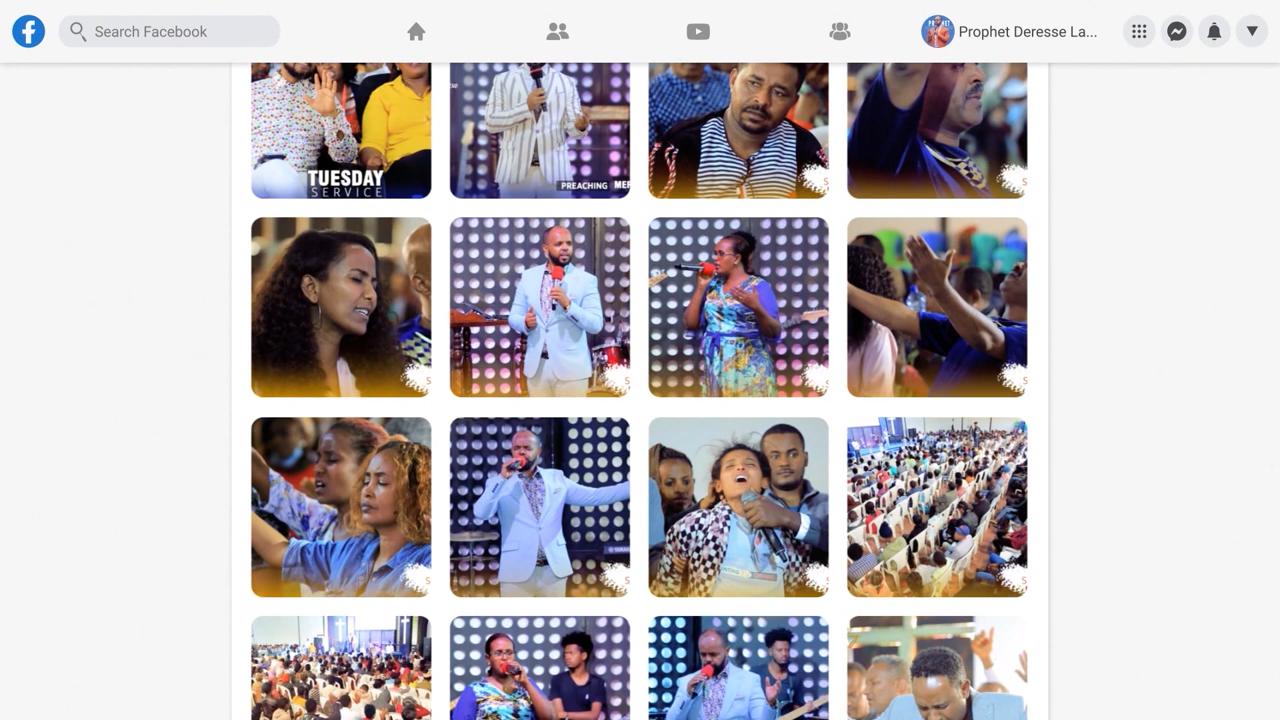 Search Facebook
Prophet Deresse La...
TUESDAY
SERVICE
PREACHING